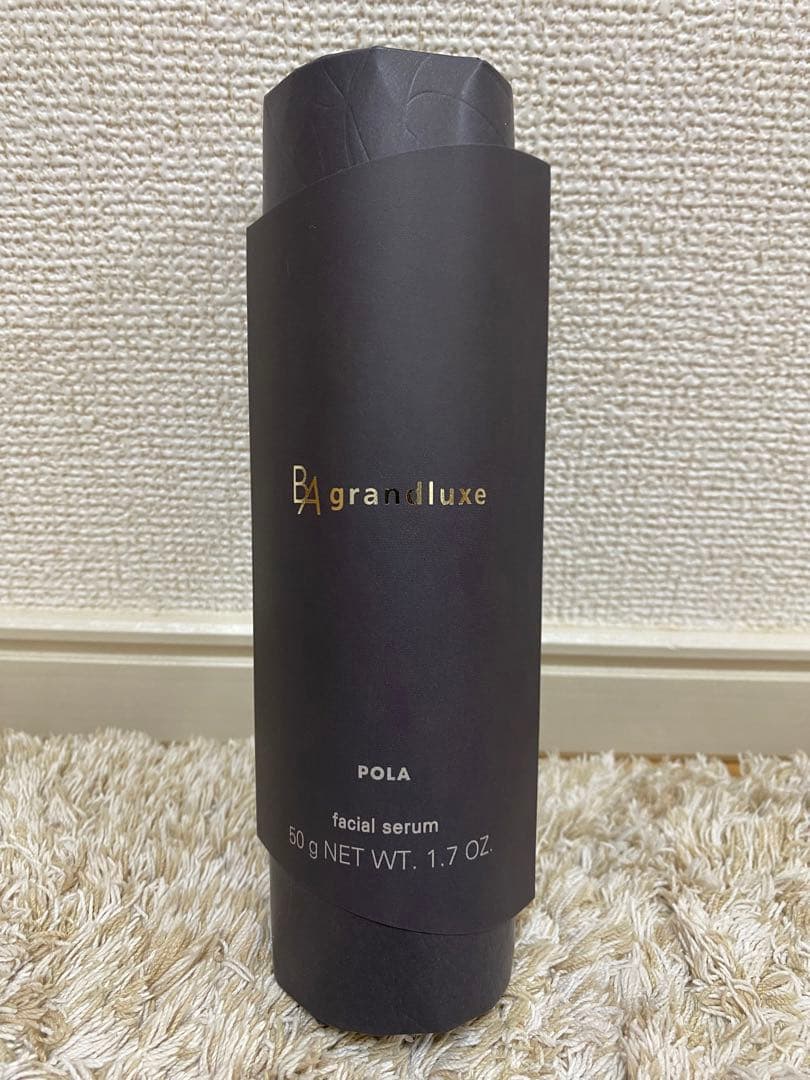 BA grandluxe
POLA
facial serum
50 g NET WT. 1.7 OZ.